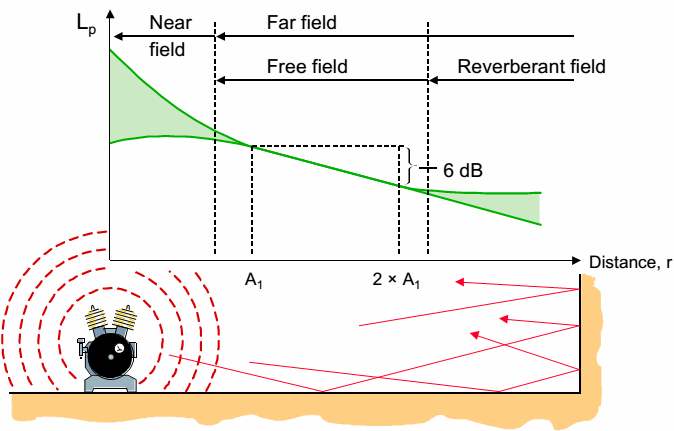 Lp
Near
field
Far field
Free field
Reverberant field
6 dB
Distance, r
A1
2 × A1